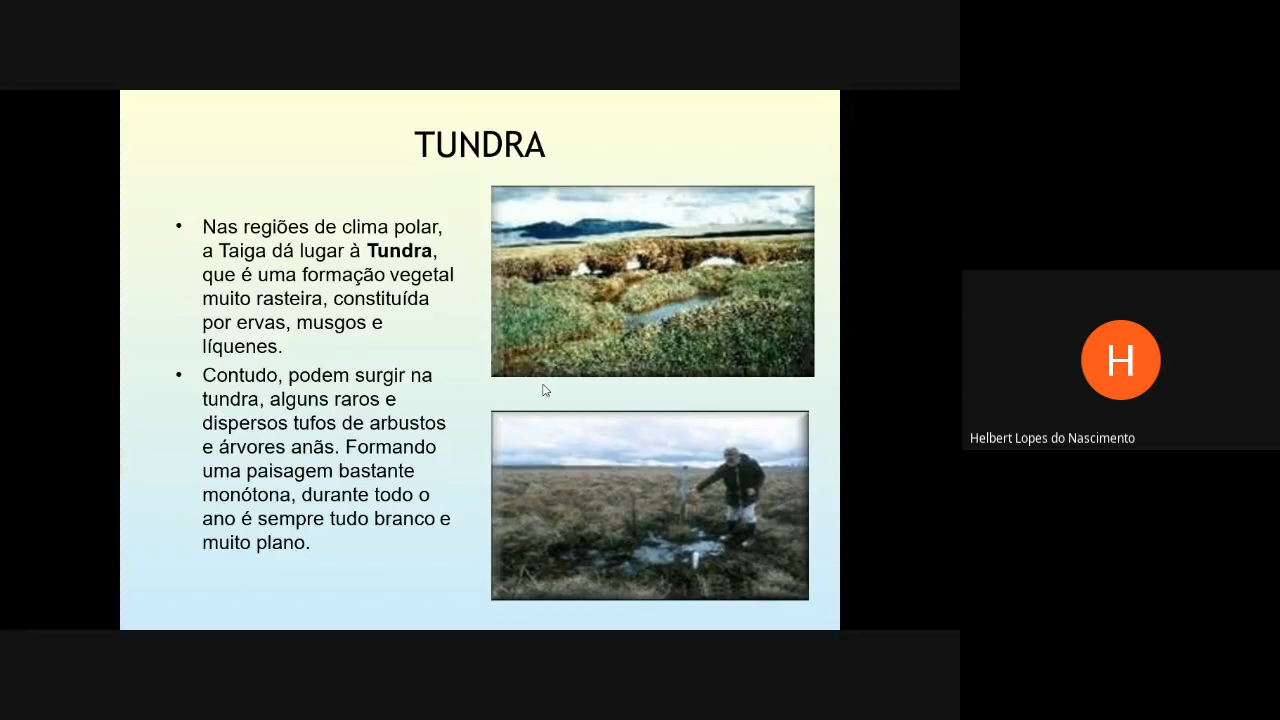 TUNDRA
• Nas regiões de clima polar,
a Taiga dá lugar à Tundra,
que é uma formação vegetal
muito rasteira, constituída
por ervas, musgos e
líquenes.
• Contudo, podem surgir na
tundra, alguns raros e
dispersos tufos de arbustos
e árvores anãs. Formando
uma paisagem bastante
monótona, durante todo o
ano é sempre tudo branco e
muito plano.
H
Helbert Lopes do Nascimento